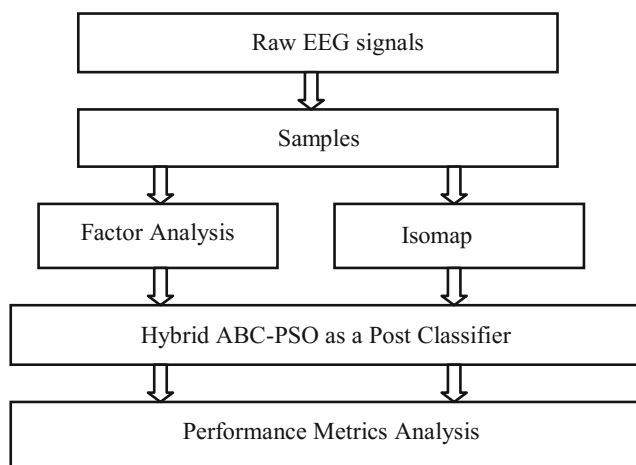 Raw EEG signals
Samples
Factor Analysis
Isomap
Hybrid ABC-PSO as a Post Classifier
Performance Metrics Analysis